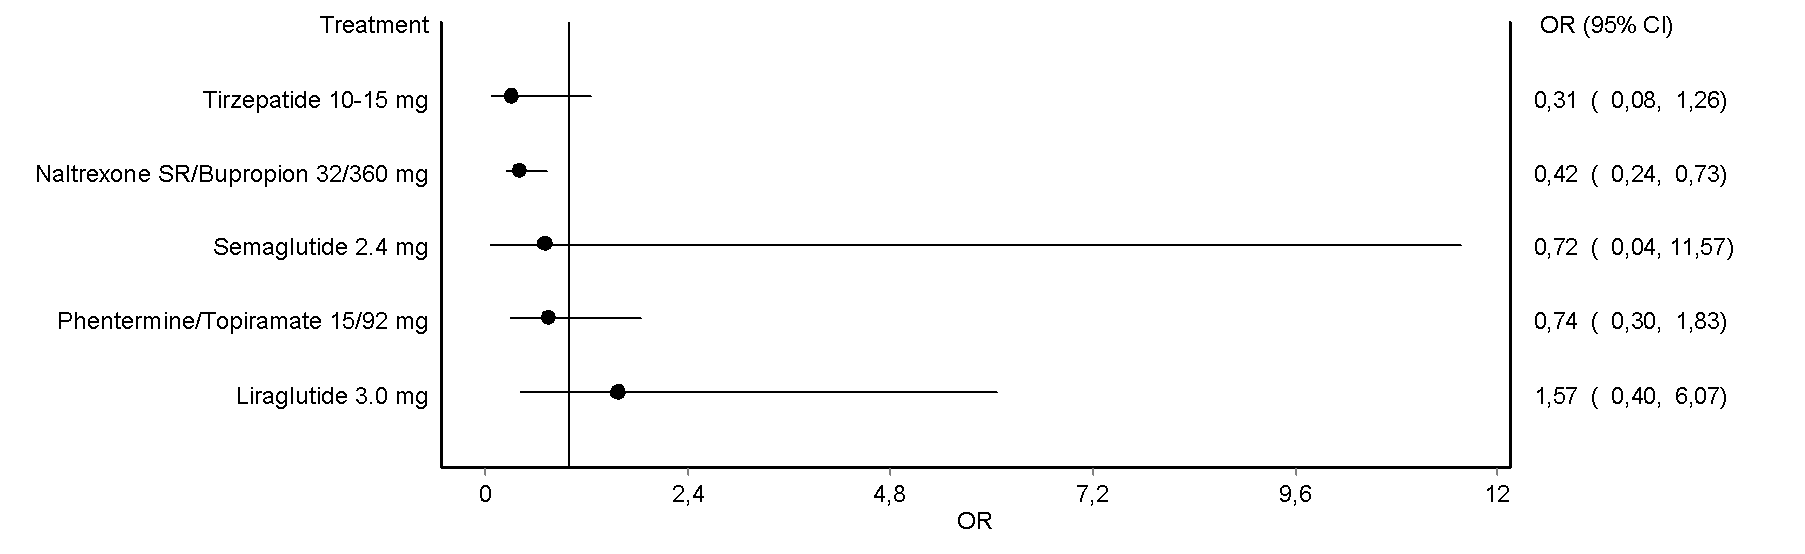 Treatment OR (95% CI)
Tirzepatide 10-15 mg 0,31 ( 0,08, 1,26)
Naltrexone SR/Bupropion 32/360 mg 0,42 ( 0,24, 0,73)
Semaglutide 2.4 mg 0,72 ( 0,04, 11,57)
Phentermine/Topiramate 15/92 mg 0,74 ( 0,30, 1,83)
Liraglutide 3.0 mg 1,57 ( 0,40, 6,07)
0 2,4 4,8 7,2 9,6 12
OR